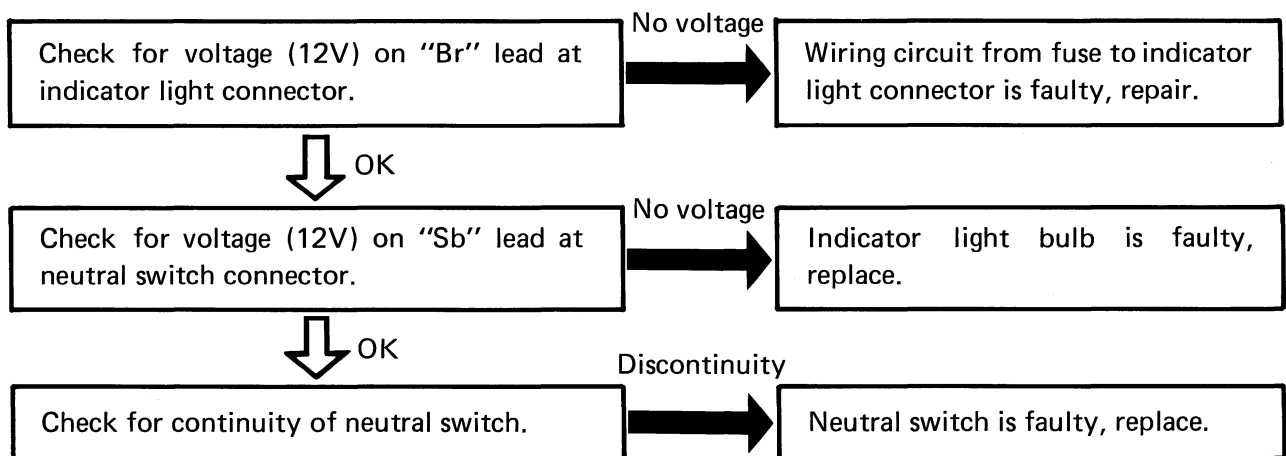 No voltage
Check for voltage (12V) on "Br" lead at
indicator light connector.
Wiring circuit from fuse to indicator
light connector is faulty, repair.
OK
No voltage
Check for voltage (12V) on "Sb" lead at
neutral switch connector.
Indicator light bulb is faulty,
replace.
OK
Discontinuity
Check for continuity of neutral switch.
Neutral switch is faulty, replace.